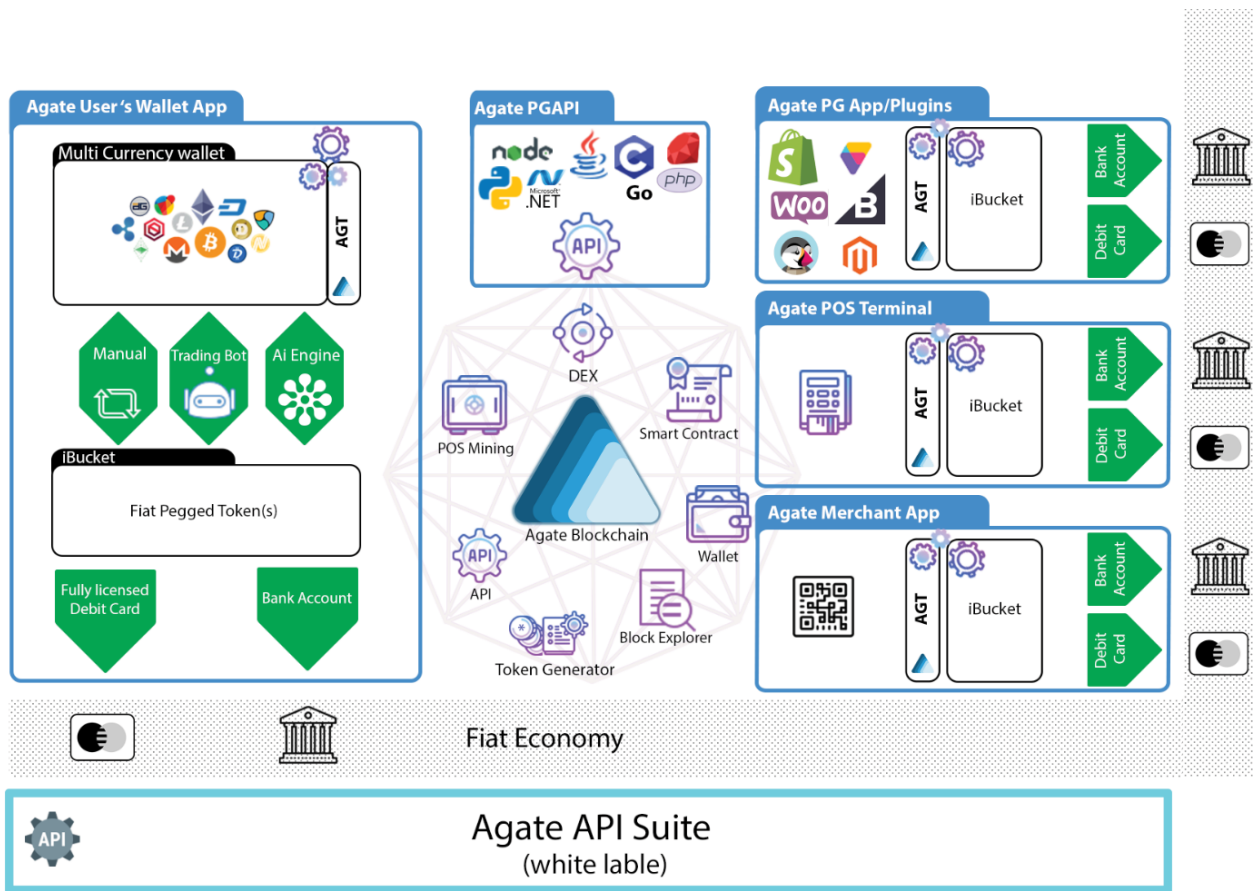 Agate User‘s Wallet App
Multi Currency wallet
AGT
Manual
Trading Bot
Ai Engine
iBucket
Fiat Pegged Token(s)
Fully licensed
Debit Card
Bank Account
Agate PGAPI
node
Microsoft®
.NET
Go
php
API
DEX
POS Mining
Smart Contract
Agate Blockchain
Wallet
API
API
Block Explorer
Token Generator
Agate PG App/Plugins
S
WOO
B
AGT
iBucket
Bank
Account
Debit
Card
Agate POS Terminal
AGT
iBucket
Bank
Account
Debit
Card
Agate Merchant App
AGT
iBucket
Bank
Account
Debit
Card
Fiat Economy
API
Agate API Suite
(white lable)